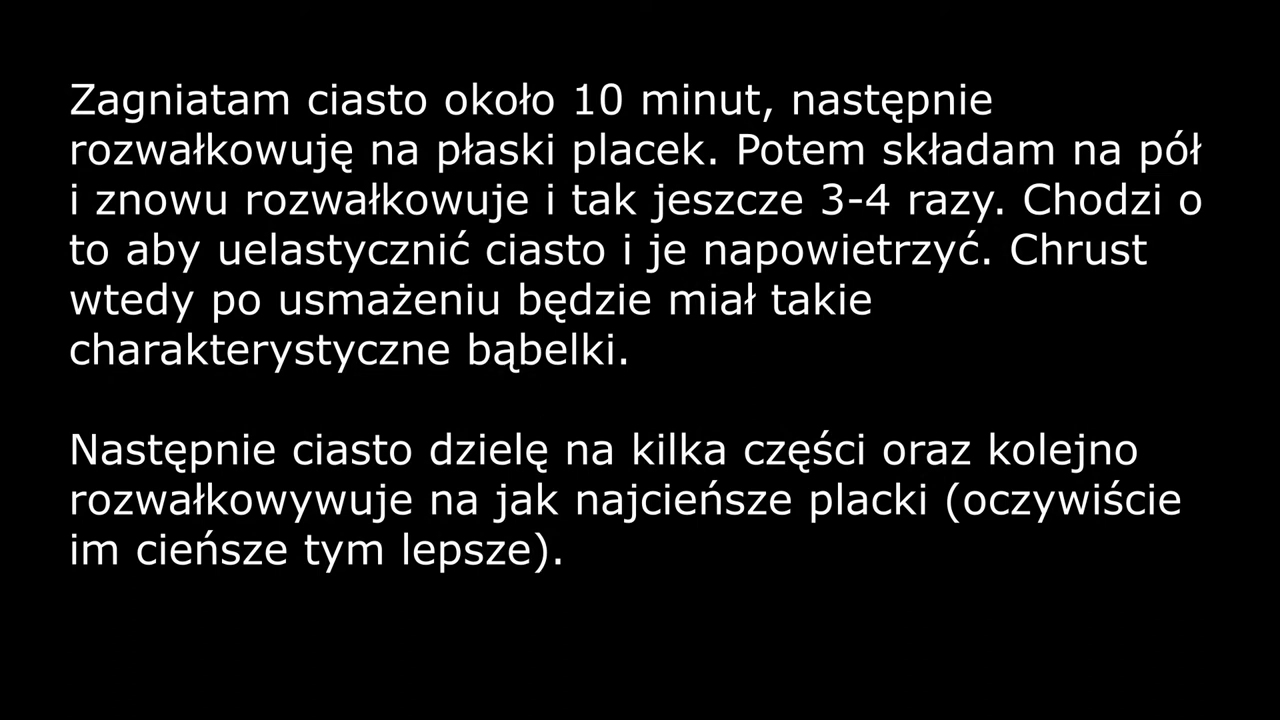 Zagniatam ciasto około 10 minut, następnie
rozwałkowuję na płaski placek. Potem składam na pół
i znowu rozwałkowuje i tak jeszcze 3-4 razy. Chodzi o
to aby uelastycznić ciasto i je napowietrzyć. Chrust
wtedy po usmażeniu będzie miał takie
charakterystyczne bąbelki.
Następnie ciasto dzielę na kilka części oraz kolejno
rozwałkowywuje na jak najcieńsze placki (oczywiście
im cieńsze tym lepsze).